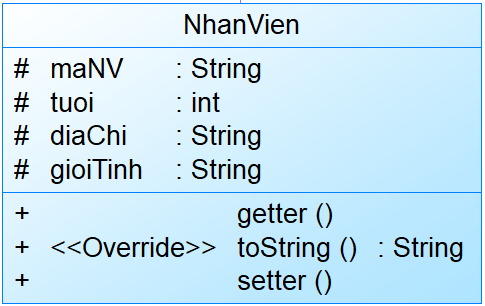 NhanVien
# maNV : String
# tuoi : int
# diaChi : String
# gioiTinh : String
+ getter ()
+ <<Override>> toString () : String
+ setter ()